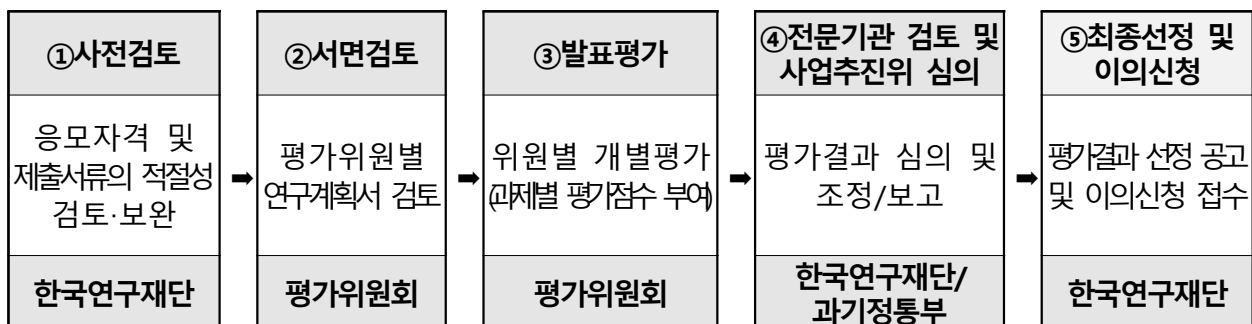 ①사전검토
응모자격 및
제출서류의 적절성
검토·보완
한국연구재단
➡
②서면검토
평가위원별
연구계획서 검토
평가위원회
➡
③발표평가
위원별 개별평가
(과제별 평가점수 부여)
평가위원회
➡
④전문기관 검토 및
사업추진위 심의
평가결과 심의 및
조정/보고
한국연구재단/
과기정통부
➡
⑤최종선정 및
이의신청
평가결과 선정 공고
및 이의신청 접수
한국연구재단